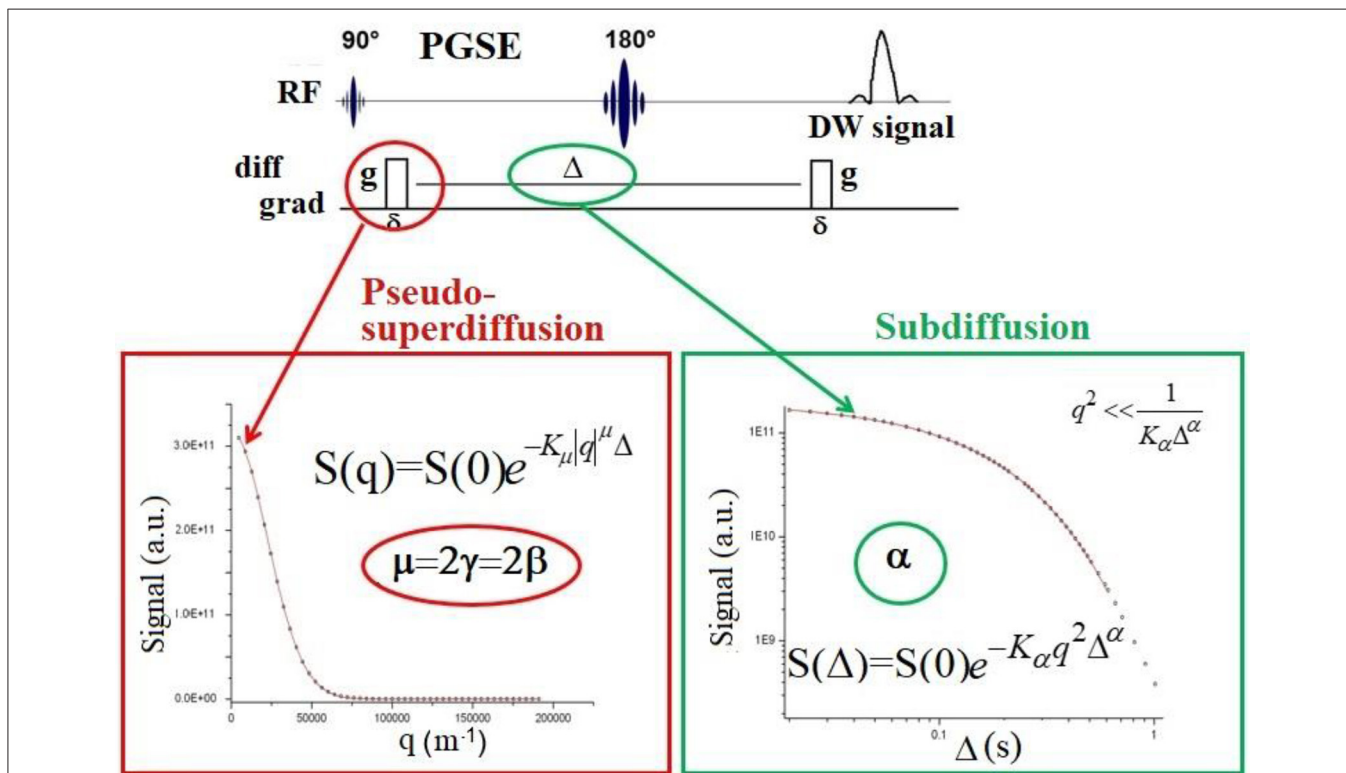 90°
PGSE
180°
RF
DW signal
diff
grad
g
Δ
g
δ
δ
Pseudo-
superdiffusion
Subdiffusion
Signal (a.u.)
3.0E+11
2.0E+11
1.0E+11
0.0E+00
S(q)=S(0)e^{-K_μ|q|^μ Δ}
μ=2γ=2β
0
50000
100000
150000
200000
q (m⁻¹)
Signal (a.u.)
1E11
1E10
1E9
q² << 1/(K_α Δ^α)
α
S(Δ)=S(0)e^{-K_α q² Δ^α}
0.1
1
Δ (s)